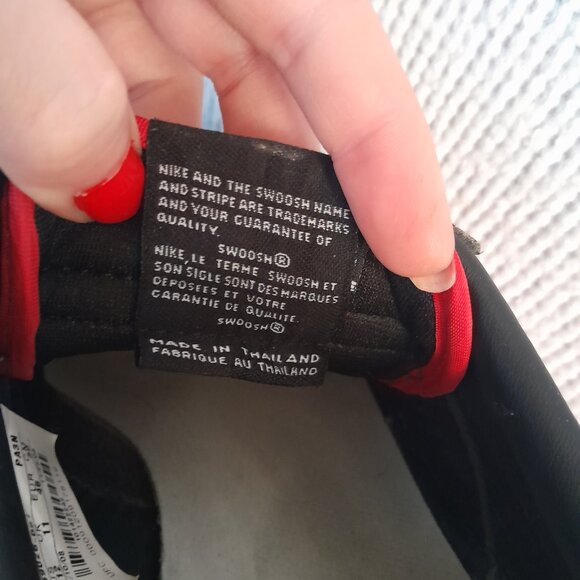 NIKE AND THE SWOOSH NAME
AND STRIPE ARE TRADEMARKS
AND YOUR GUARANTEE OF
QUALITY.
SWOOSH®
NIKE, LE TERME SWOOSH ET
SON SIGLE SONT DES MARQUES
DEPOSEES ET VOTRE
GARANTIE DE QUALITE.
SWOOSH®
MADE IN THAILAND
FABRIQUE AU THAILAND
PA3N
11